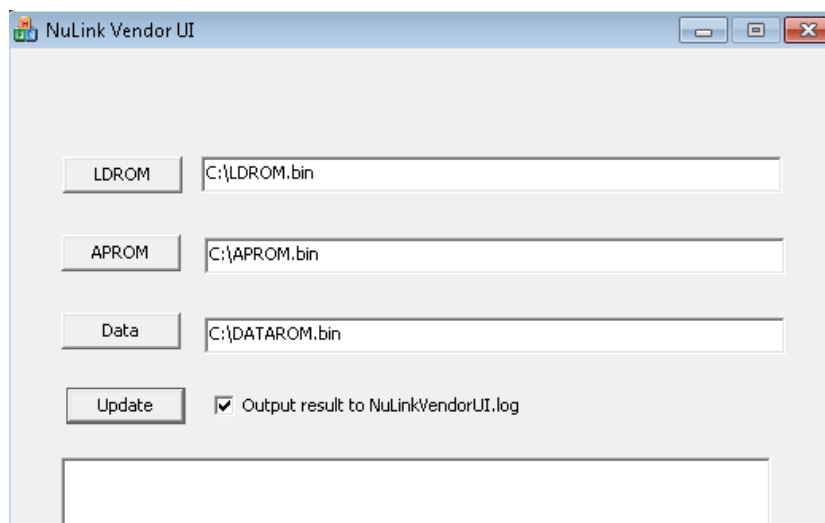 NuLink Vendor UI
LDROM C:\LDROM.bin
APROM C:\APROM.bin
Data C:\DATAROM.bin
Update Output result to NuLinkVendorUI.log